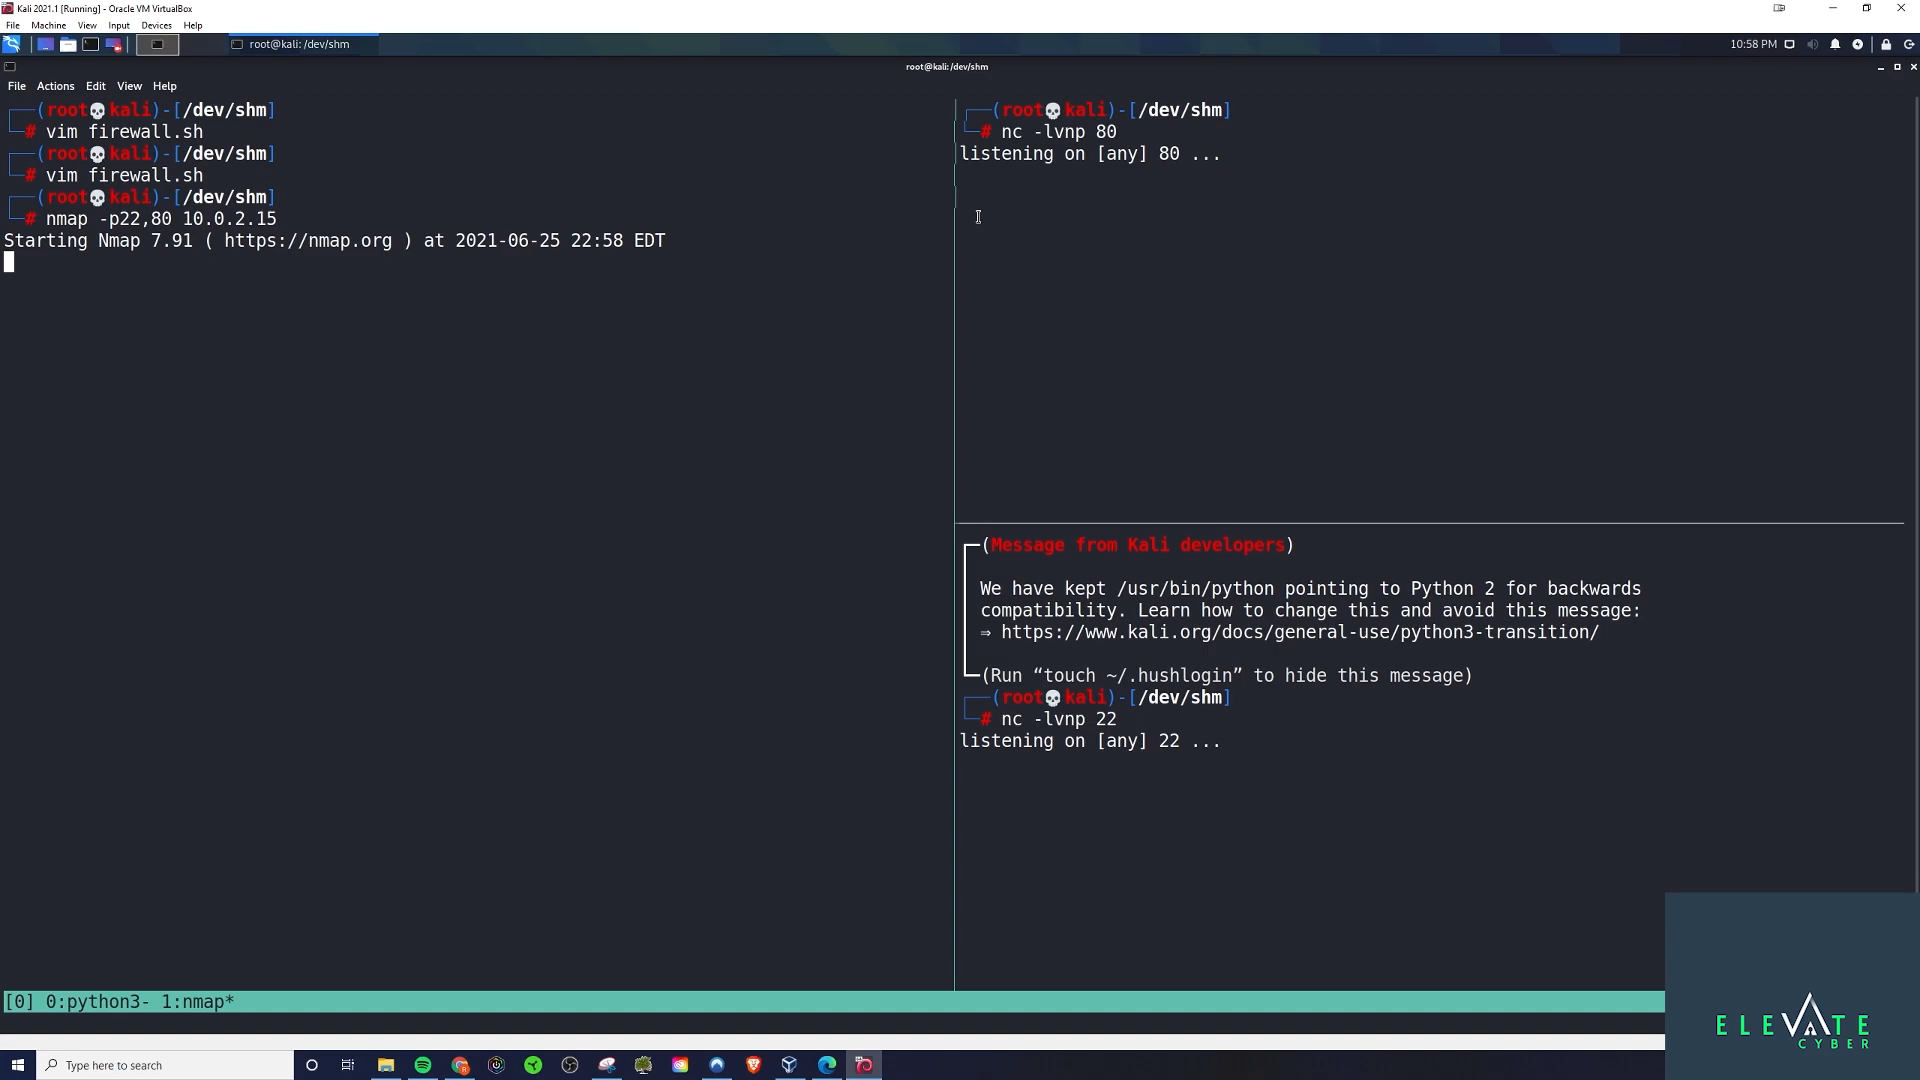 Kali 2021.1 [Running] - Oracle VM VirtualBox
File Machine View Input Devices Help
root@kali: /dev/shm
10:58 PM
root@kali: /dev/shm
File Actions Edit View Help
(root💀kali)-[/dev/shm]
# vim firewall.sh
(root💀kali)-[/dev/shm]
# vim firewall.sh
(root💀kali)-[/dev/shm]
# nmap -p22,80 10.0.2.15
Starting Nmap 7.91 ( https://nmap.org ) at 2021-06-25 22:58 EDT
(root💀kali)-[/dev/shm]
# nc -lvnp 80
listening on [any] 80 ...
(Message from Kali developers)
We have kept /usr/bin/python pointing to Python 2 for backwards
compatibility. Learn how to change this and avoid this message:
⇒ https://www.kali.org/docs/general-use/python3-transition/
(Run “touch ~/.hushlogin” to hide this message)
(root💀kali)-[/dev/shm]
# nc -lvnp 22
listening on [any] 22 ...
[0] 0:python3- 1:nmap*
ELEVATE
CYBER
Type here to search